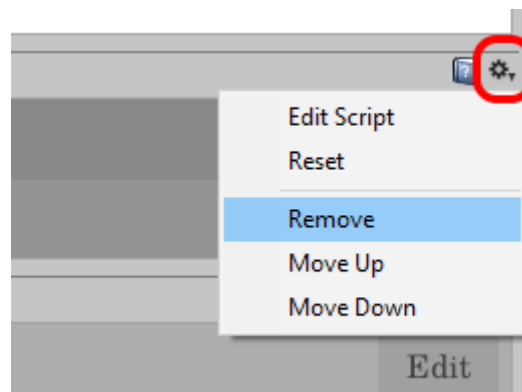 Edit Script
Reset
Remove
Move Up
Move Down
Edit